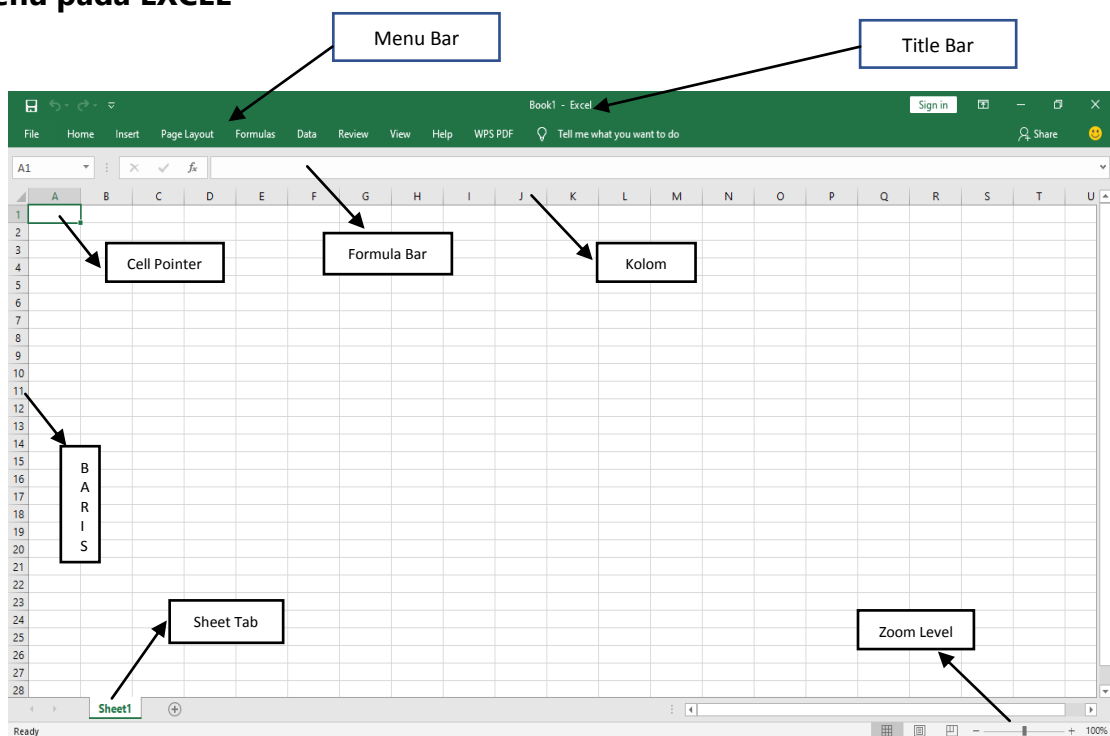 enu pada EXCEL
Menu Bar
Title Bar
Book1 - Excel
Sign in
File Home Insert Page Layout Formulas Data Review View Help WPS PDF Tell me what you want to do Share
A1 fx
A B C D E F G H I J K L M N O P Q R S T U
1
2
3
4
5
6
7
8
9
10
11
12
13
14
15
16
17
18
19
20
21
22
23
24
25
26
27
28
Cell Pointer
Formula Bar
Kolom
B
A
R
I
S
Sheet Tab
Zoom Level
Sheet1
Ready 100%